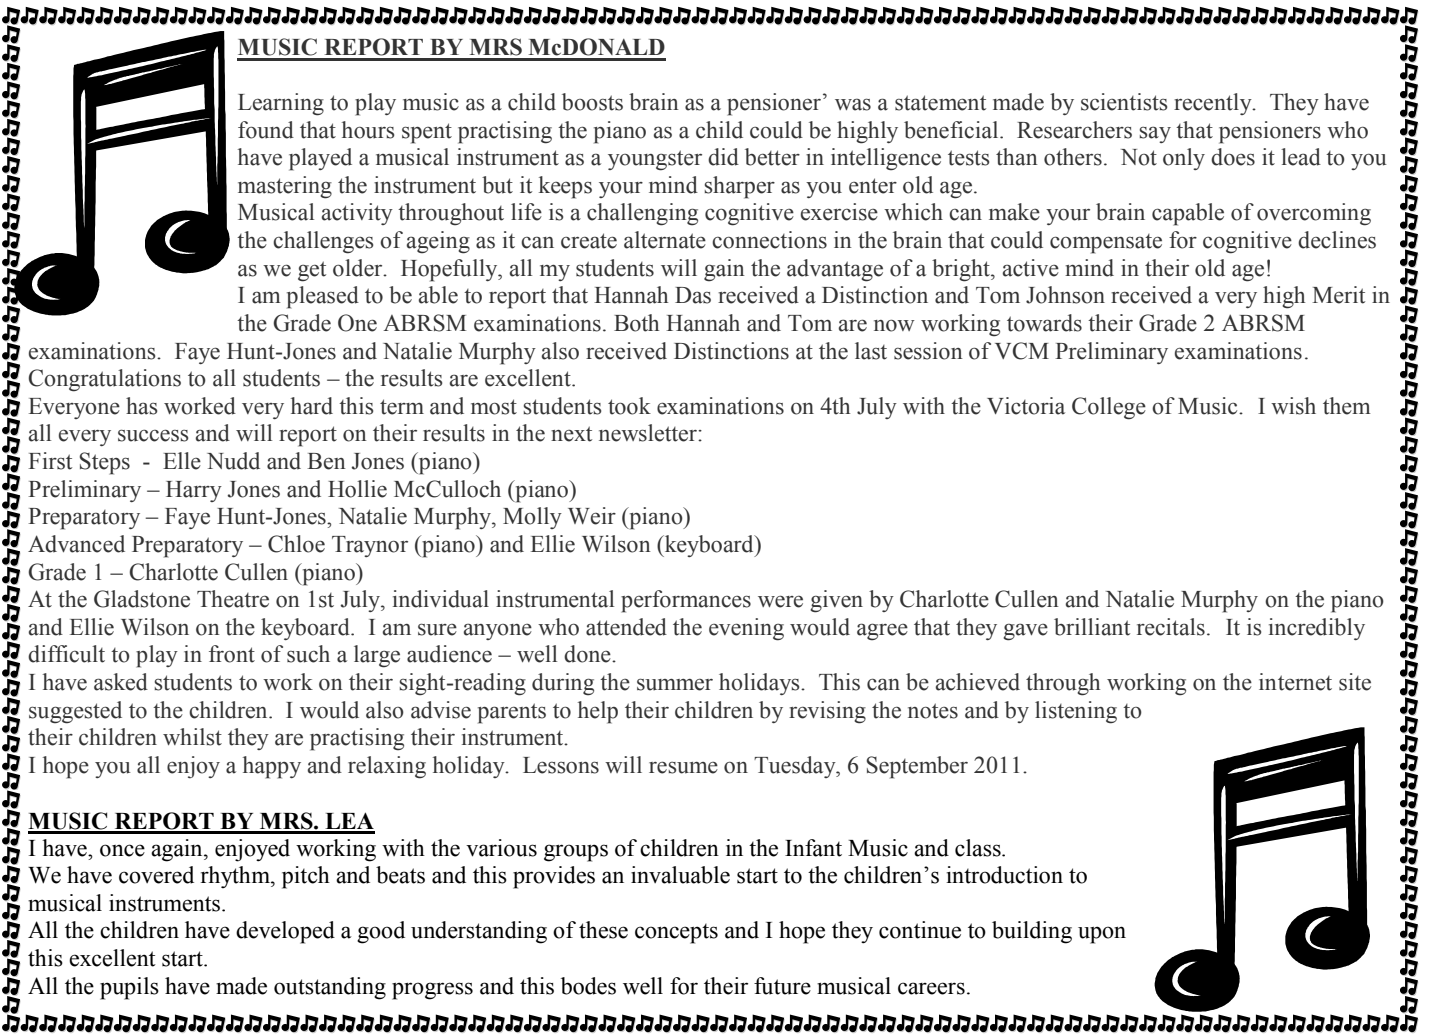 MUSIC REPORT BY MRS McDONALD
Learning to play music as a child boosts brain as a pensioner’ was a statement made by scientists recently.  They have
found that hours spent practising the piano as a child could be highly beneficial.  Researchers say that pensioners who
have played a musical instrument as a youngster did better in intelligence tests than others.  Not only does it lead to you
mastering the instrument but it keeps your mind sharper as you enter old age.
Musical activity throughout life is a challenging cognitive exercise which can make your brain capable of overcoming
the challenges of ageing as it can create alternate connections in the brain that could compensate for cognitive declines
as we get older.  Hopefully, all my students will gain the advantage of a bright, active mind in their old age!
I am pleased to be able to report that Hannah Das received a Distinction and Tom Johnson received a very high Merit in
the Grade One ABRSM examinations. Both Hannah and Tom are now working towards their Grade 2 ABRSM
examinations.  Faye Hunt-Jones and Natalie Murphy also received Distinctions at the last session of VCM Preliminary examinations.
Congratulations to all students – the results are excellent.
Everyone has worked very hard this term and most students took examinations on 4th July with the Victoria College of Music.  I wish them
all every success and will report on their results in the next newsletter:
First Steps  -  Elle Nudd and Ben Jones (piano)
Preliminary – Harry Jones and Hollie McCulloch (piano)
Preparatory – Faye Hunt-Jones, Natalie Murphy, Molly Weir (piano)
Advanced Preparatory – Chloe Traynor (piano) and Ellie Wilson (keyboard)
Grade 1 – Charlotte Cullen (piano)
At the Gladstone Theatre on 1st July, individual instrumental performances were given by Charlotte Cullen and Natalie Murphy on the piano
and Ellie Wilson on the keyboard.  I am sure anyone who attended the evening would agree that they gave brilliant recitals.  It is incredibly
difficult to play in front of such a large audience – well done.
I have asked students to work on their sight-reading during the summer holidays.  This can be achieved through working on the internet site
suggested to the children.  I would also advise parents to help their children by revising the notes and by listening to
their children whilst they are practising their instrument.
I hope you all enjoy a happy and relaxing holiday.  Lessons will resume on Tuesday, 6 September 2011.
MUSIC REPORT BY MRS. LEA
I have, once again, enjoyed working with the various groups of children in the Infant Music and class.
We have covered rhythm, pitch and beats and this provides an invaluable start to the children’s introduction to
musical instruments.
All the children have developed a good understanding of these concepts and I hope they continue to building upon
this excellent start.
All the pupils have made outstanding progress and this bodes well for their future musical careers.